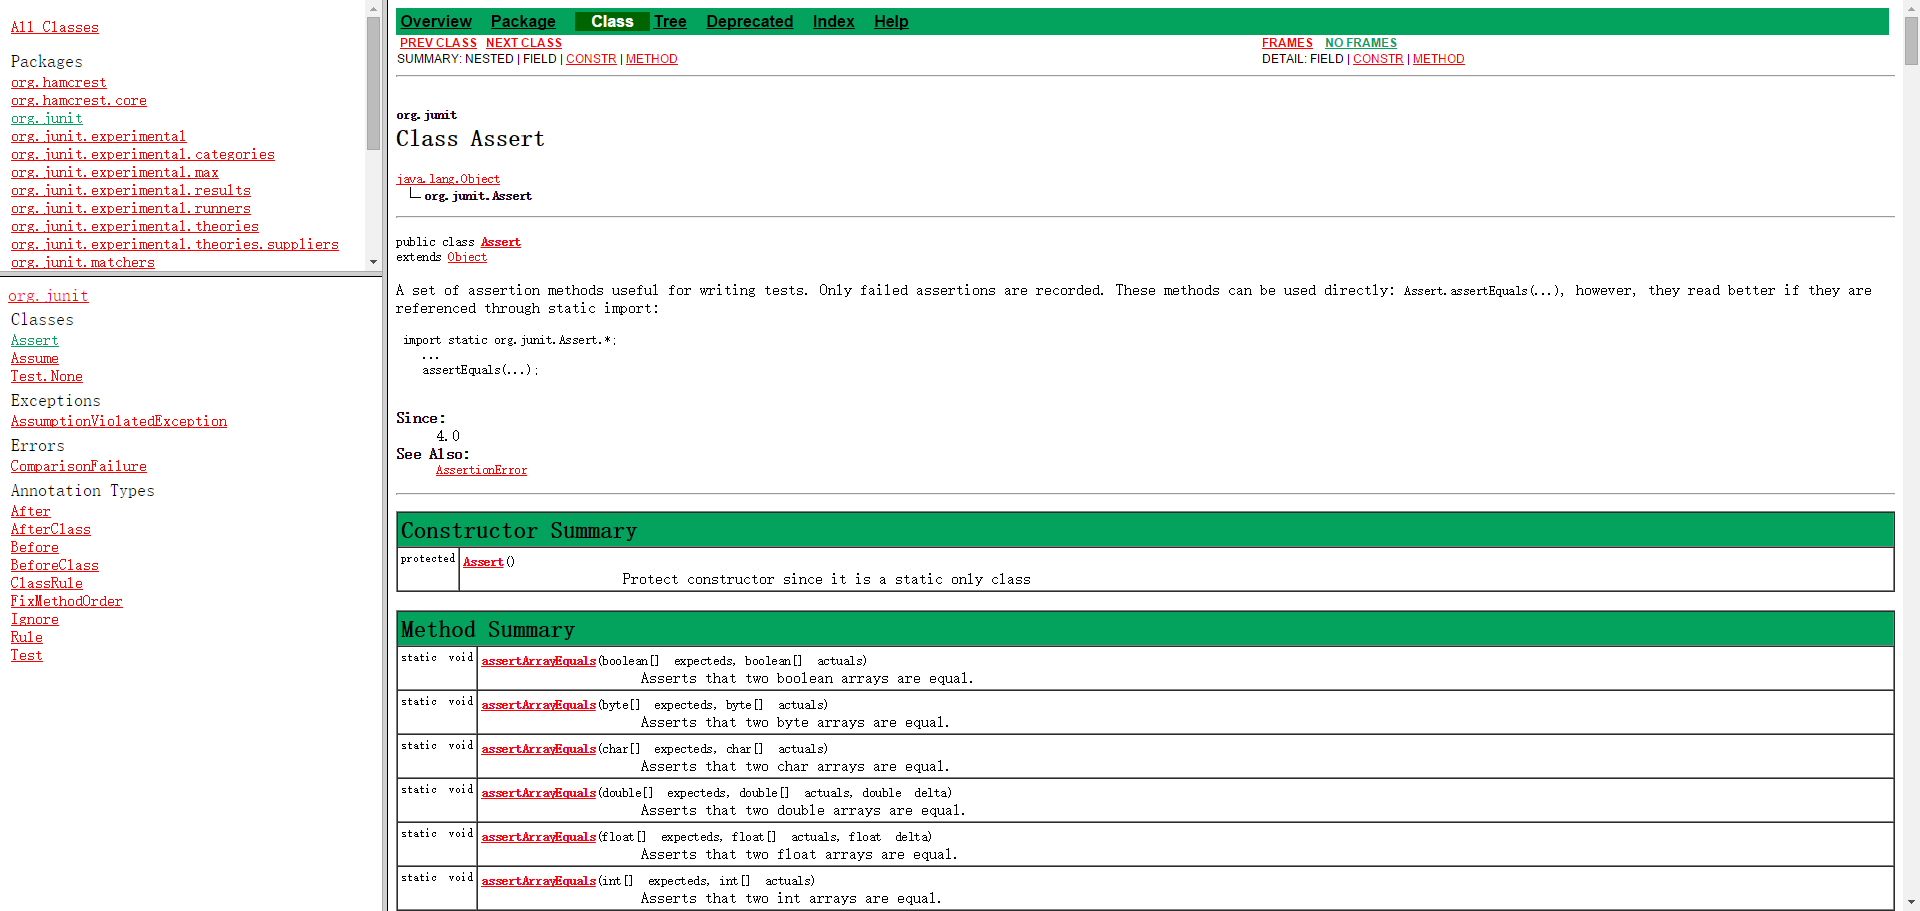 All Classes
Packages
org.hamcrest
org.hamcrest.core
org.junit
org.junit.experimental
org.junit.experimental.categories
org.junit.experimental.max
org.junit.experimental.results
org.junit.experimental.runners
org.junit.experimental.theories
org.junit.experimental.theories.suppliers
org.junit.matchers
org.junit
Classes
Assert
Assume
Test.None
Exceptions
AssumptionViolatedException
Errors
ComparisonFailure
Annotation Types
After
AfterClass
Before
BeforeClass
ClassRule
FixMethodOrder
Ignore
Rule
Test
Overview Package Class Tree Deprecated Index Help
PREV CLASS NEXT CLASS FRAMES NO FRAMES
SUMMARY: NESTED | FIELD | CONSTR | METHOD DETAIL: FIELD | CONSTR | METHOD
org.junit
Class Assert
java.lang.Object
org.junit.Assert
public class Assert
extends Object
A set of assertion methods useful for writing tests. Only failed assertions are recorded. These methods can be used directly: Assert.assertEquals(...), however, they read better if they are
referenced through static import:
import static org.junit.Assert.*;
...
assertEquals(...);
Since:
4.0
See Also:
AssertionError
Constructor Summary
protected Assert()
Protect constructor since it is a static only class
Method Summary
static void assertArrayEquals(boolean[] expecteds, boolean[] actuals)
Asserts that two boolean arrays are equal.
static void assertArrayEquals(byte[] expecteds, byte[] actuals)
Asserts that two byte arrays are equal.
static void assertArrayEquals(char[] expecteds, char[] actuals)
Asserts that two char arrays are equal.
static void assertArrayEquals(double[] expecteds, double[] actuals, double delta)
Asserts that two double arrays are equal.
static void assertArrayEquals(float[] expecteds, float[] actuals, float delta)
Asserts that two float arrays are equal.
static void assertArrayEquals(int[] expecteds, int[] actuals)
Asserts that two int arrays are equal.